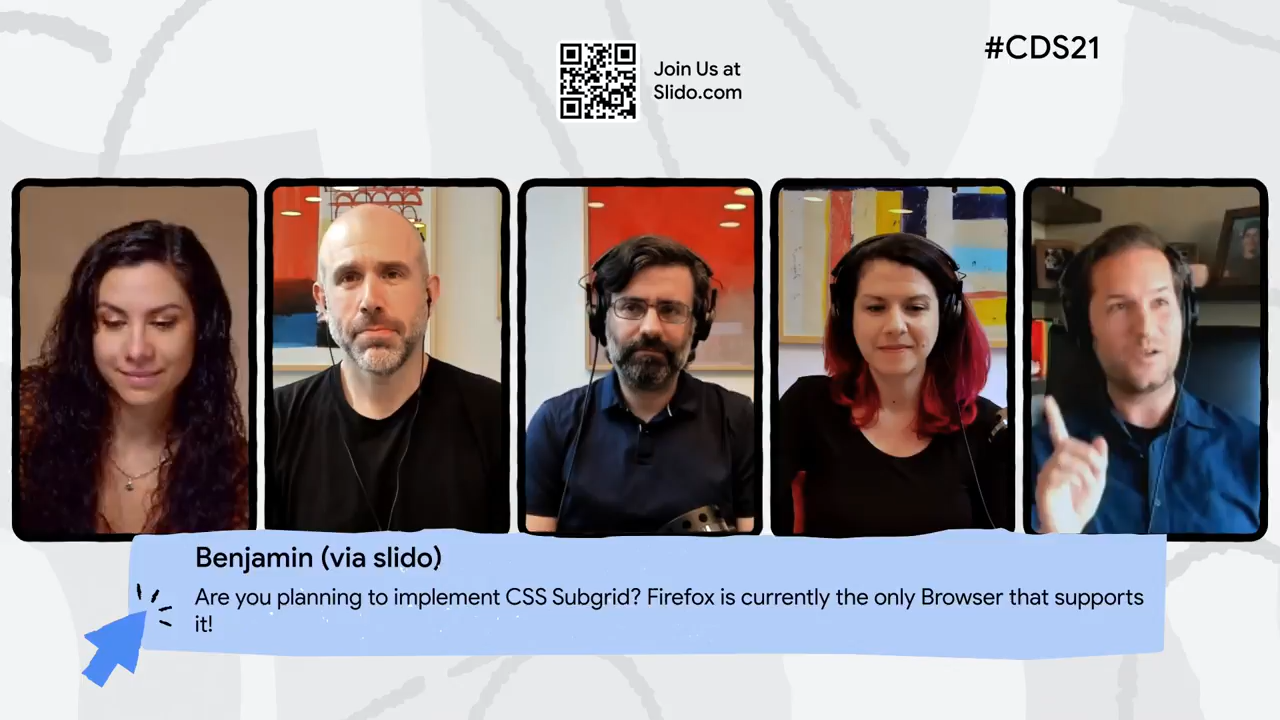 #CDS21
Join Us at
Slido.com
Benjamin (via slido)
Are you planning to implement CSS Subgrid? Firefox is currently the only Browser that supports
it!